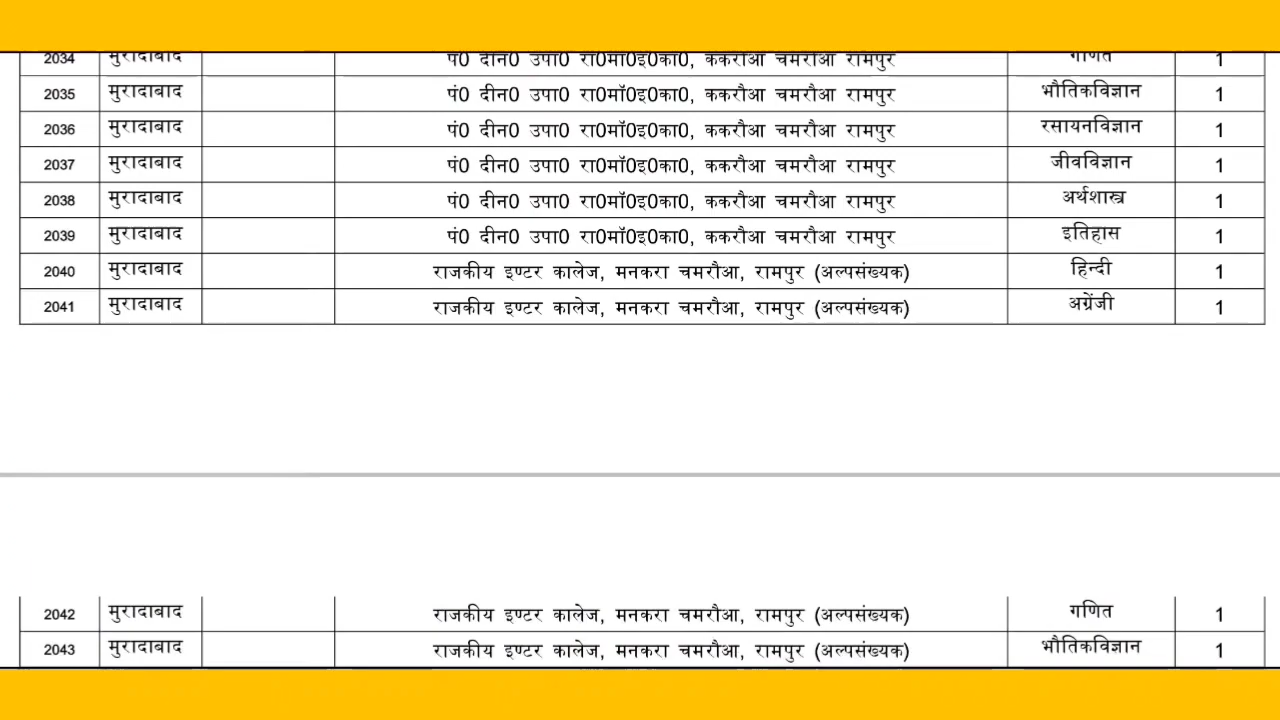 2034 मुरादाबाद पं0 दीन0 उपा0 रा0मॉ0इ0का0, ककरौआ चमरौआ रामपुर गणित 1
2035 मुरादाबाद पं0 दीन0 उपा0 रा0मॉ0इ0का0, ककरौआ चमरौआ रामपुर भौतिकविज्ञान 1
2036 मुरादाबाद पं0 दीन0 उपा0 रा0मॉ0इ0का0, ककरौआ चमरौआ रामपुर रसायनविज्ञान 1
2037 मुरादाबाद पं0 दीन0 उपा0 रा0मॉ0इ0का0, ककरौआ चमरौआ रामपुर जीवविज्ञान 1
2038 मुरादाबाद पं0 दीन0 उपा0 रा0मॉ0इ0का0, ककरौआ चमरौआ रामपुर अर्थशास्त्र 1
2039 मुरादाबाद पं0 दीन0 उपा0 रा0मॉ0इ0का0, ककरौआ चमरौआ रामपुर इतिहास 1
2040 मुरादाबाद राजकीय इण्टर कालेज, मनकरा चमरौआ, रामपुर (अल्पसंख्यक) हिन्दी 1
2041 मुरादाबाद राजकीय इण्टर कालेज, मनकरा चमरौआ, रामपुर (अल्पसंख्यक) अग्रेंजी 1
2042 मुरादाबाद राजकीय इण्टर कालेज, मनकरा चमरौआ, रामपुर (अल्पसंख्यक) गणित 1
2043 मुरादाबाद राजकीय इण्टर कालेज, मनकरा चमरौआ, रामपुर (अल्पसंख्यक) भौतिकविज्ञान 1